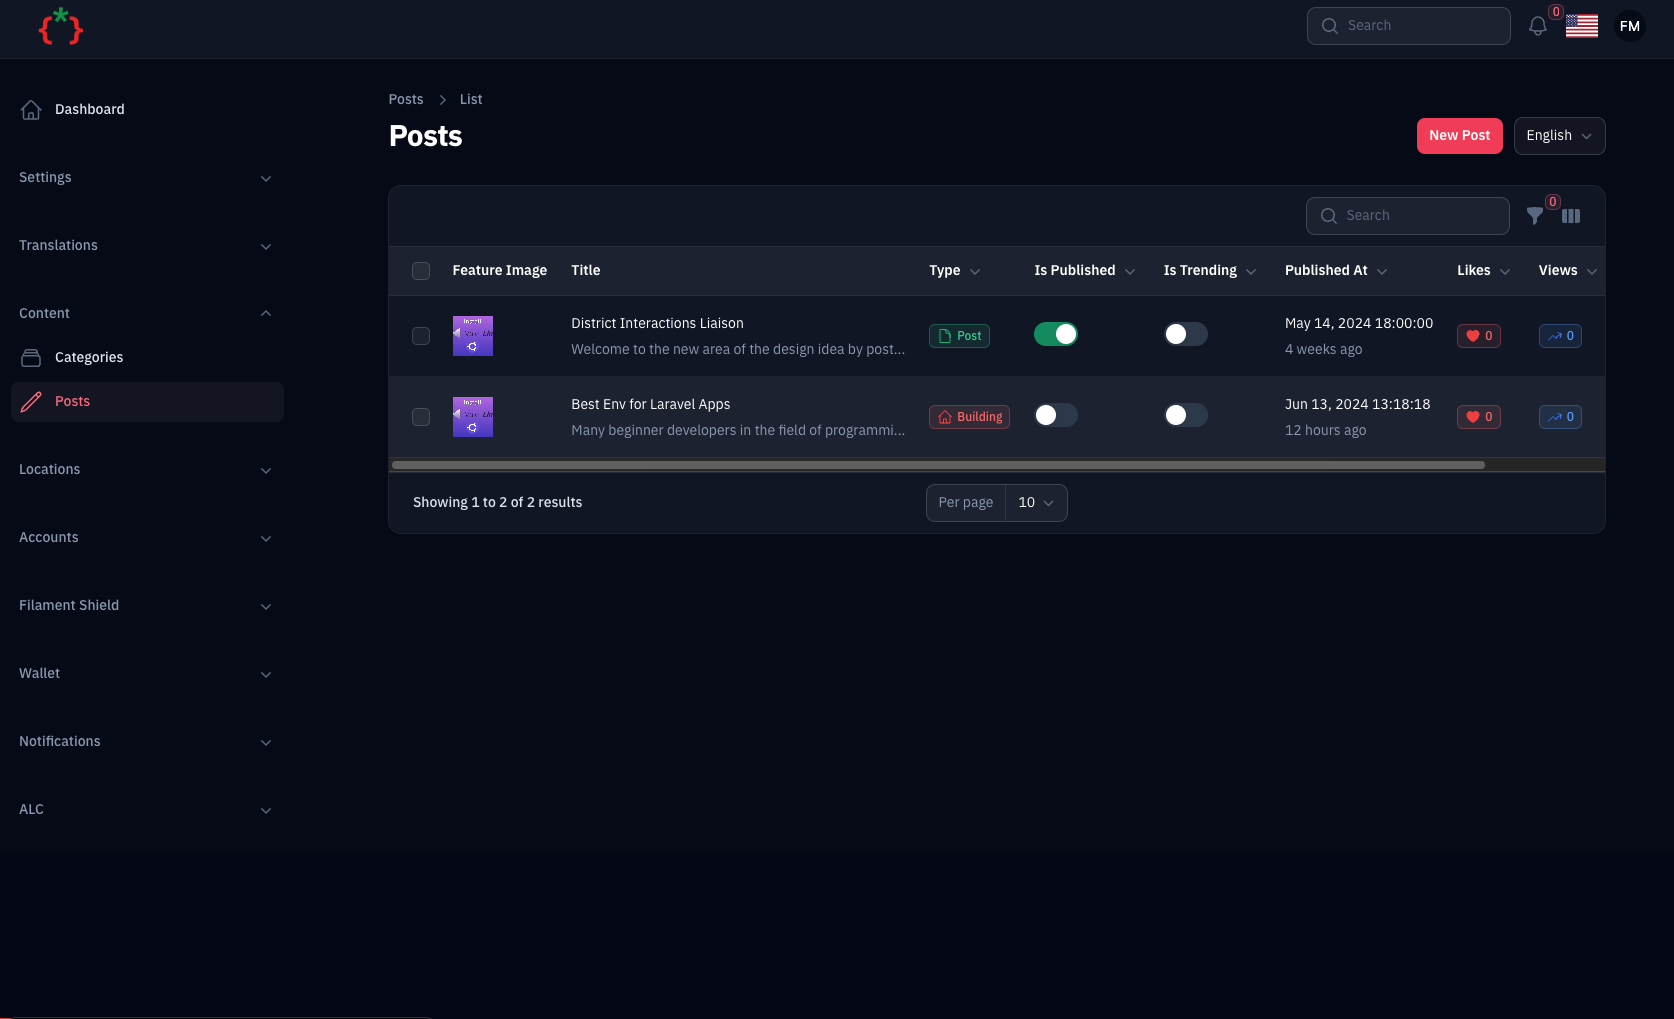 Search
0
FM
Dashboard
Settings
Translations
Content
Categories
Posts
Locations
Accounts
Filament Shield
Wallet
Notifications
ALC
Posts List
Posts
New Post
English
Search
0
Feature Image Title Type Is Published Is Trending Published At Likes Views
District Interactions Liaison Post May 14, 2024 18:00:00 0 0
Welcome to the new area of the design idea by post... 4 weeks ago
Best Env for Laravel Apps Building Jun 13, 2024 13:18:18 0 0
Many beginner developers in the field of programmi... 12 hours ago
Showing 1 to 2 of 2 results
Per page 10